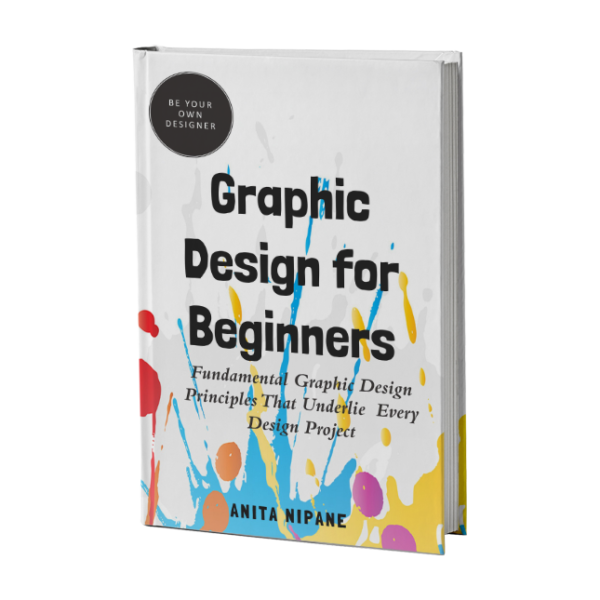 BE YOUR
OWN
DESIGNER
Graphic
Design for
Beginners
Fundamental Graphic Design
Principles That Underlie Every
Design Project
ANITA NIPANE